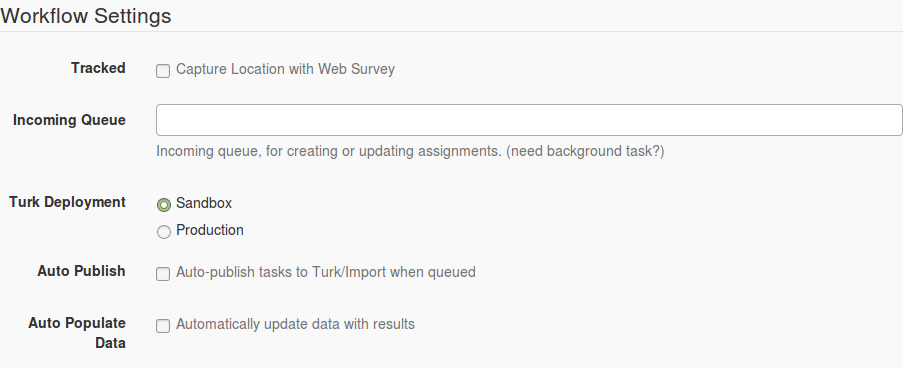 Workflow Settings
Tracked Capture Location with Web Survey
Incoming Queue
Incoming queue, for creating or updating assignments. (need background task?)
Turk Deployment Sandbox
Production
Auto Publish Auto-publish tasks to Turk/Import when queued
Auto Populate Automatically update data with results
Data